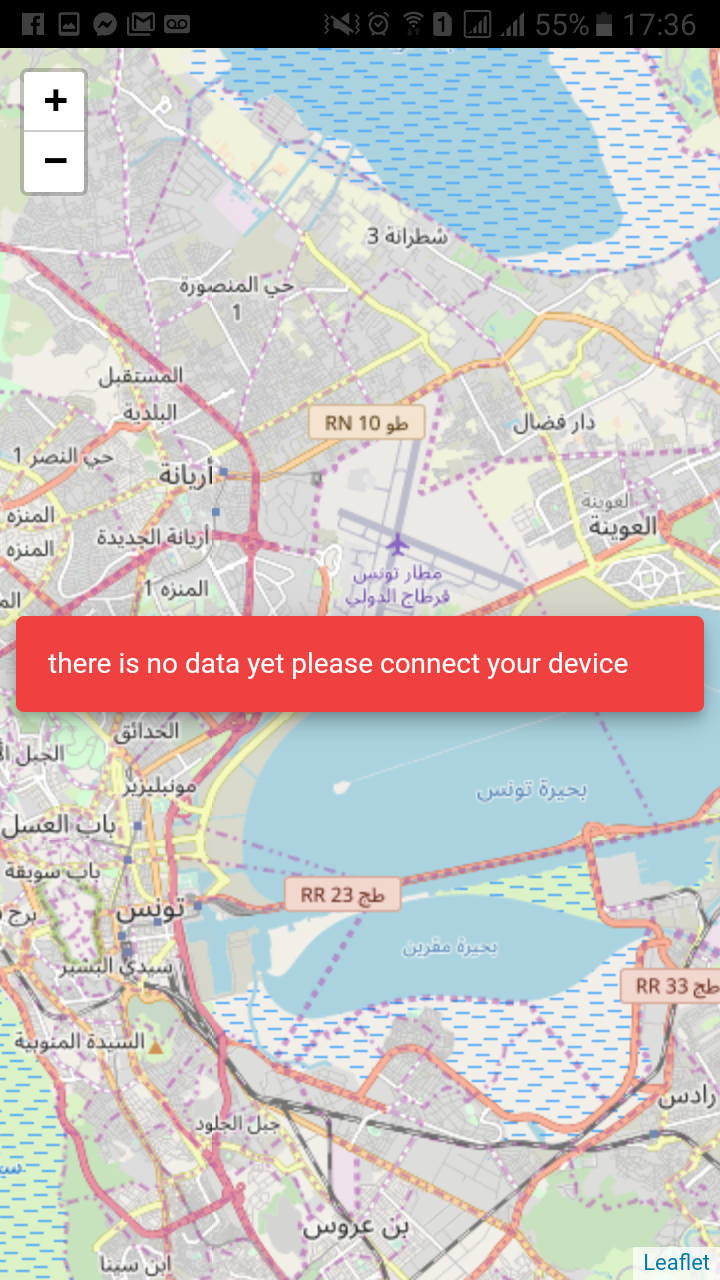 55% 17:36
+
−
شطرانة 3
حي المنصورة
1
المستقبل
البلدية
RN 10 طو
دار فضال
حي النصر 1
أريانة
العوينة
العوينة
المنزه
أريانة الجديدة
المنزه
مطار تونس
قرطاج الدولي
المنزه 1
there is no data yet please connect your device
الحدائق
مونبليزير
بحيرة تونس
باب العسل
باب سويقة
RR 23 طج
تونس
برج
بحيرة مقرين
سيدي البشير
RR 33 طج
السيدة المنوبية
رادس
جبل الجلود
بن عروس
ابن سينا
Leaflet